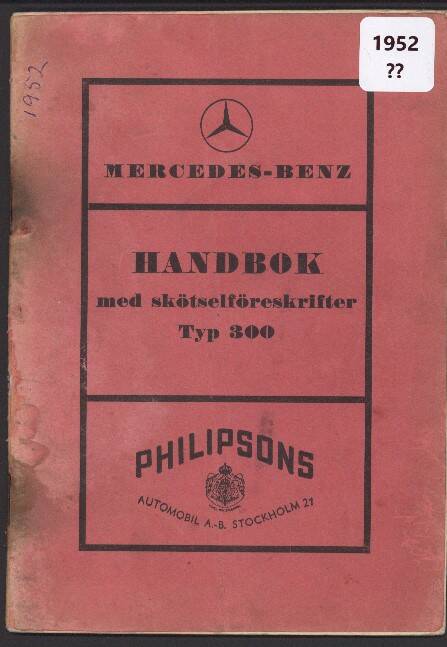 1952
??
1952
MERCEDES-BENZ
HANDBOK
med skötselföreskrifter
Typ 300
PHILIPSONS
AUTOMOBIL A.-B. STOCKHOLM 21